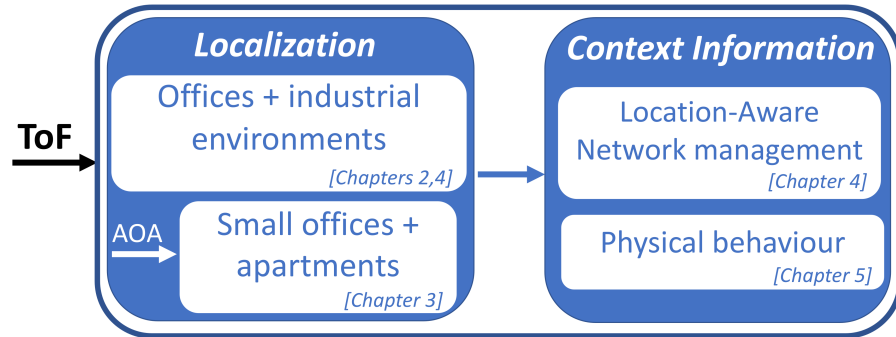 ToF
Localization
Offices + industrial
environments
[Chapters 2,4]
AOA
Small offices +
apartments
[Chapter 3]
Context Information
Location-Aware
Network management
[Chapter 4]
Physical behaviour
[Chapter 5]